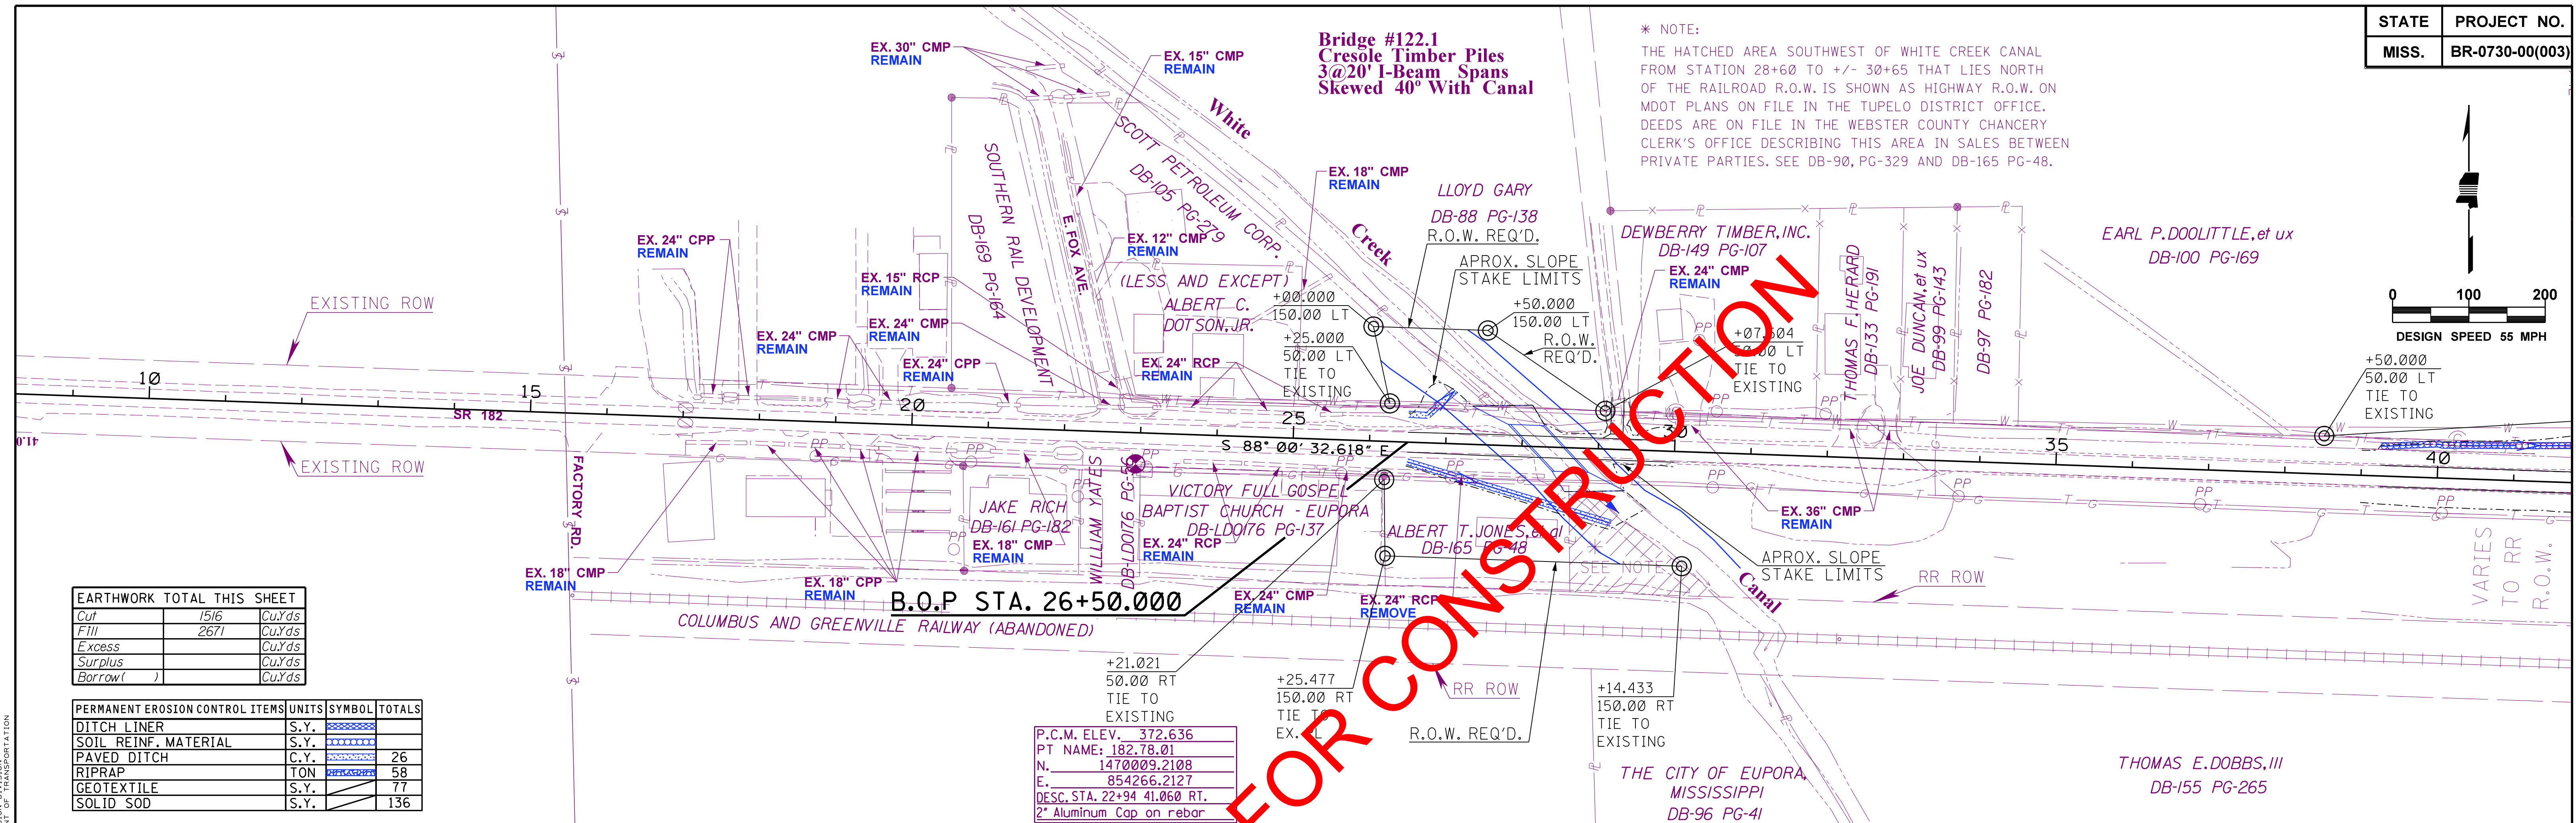 STATE PROJECT NO.
MISS. BR-0730-00(003)
Bridge #122.1
Cresole Timber Piles
3@20' I-Beam Spans
Skewed 40° With Canal
* NOTE:
THE HATCHED AREA SOUTHWEST OF WHITE CREEK CANAL
FROM STATION 28+60 TO +/- 30+65 THAT LIES NORTH
OF THE RAILROAD R.O.W. IS SHOWN AS HIGHWAY R.O.W. ON
MDOT PLANS ON FILE IN THE TUPELO DISTRICT OFFICE.
DEEDS ARE ON FILE IN THE WEBSTER COUNTY CHANCERY
CLERK'S OFFICE DESCRIBING THIS AREA IN SALES BETWEEN
PRIVATE PARTIES. SEE DB-90, PG-329 AND DB-165 PG-48.
EX. 30" CMP
REMAIN
EX. 15" CMP
REMAIN
White
Creek
Canal
SCOTT PETROLEUM CORP.
DB-105 PG-279
SOUTHERN RAIL DEVELOPMENT
DB-169 PG-164
E. FOX AVE.
EX. 18" CMP
REMAIN
LLOYD GARY
DB-88 PG-138
R.O.W. REQ'D.
APROX. SLOPE
STAKE LIMITS
+50.000
150.00 LT
R.O.W.
REQ'D.
DEWBERRY TIMBER, INC.
DB-149 PG-107
EX. 24" CMP
REMAIN
+07.504
50.00 LT
TIE TO
EXISTING
THOMAS F. HERARD
DB-133 PG-191
JOE DUNCAN, et ux
DB-99 PG-143
DB-97 PG-182
EARL P. DOOLITTLE, et ux
DB-100 PG-169
0 100 200
DESIGN SPEED 55 MPH
+50.000
50.00 LT
TIE TO
EXISTING
EX. 24" CPP
REMAIN
EX. 12" CMP
REMAIN
EX. 15" RCP
REMAIN
(LESS AND EXCEPT)
ALBERT C.
DOTSON, JR.
+00.000
150.00 LT
+25.000
50.00 LT
TIE TO
EXISTING
EXISTING ROW
EX. 24" CMP
REMAIN
EX. 24" CMP
REMAIN
EX. 24" CPP
REMAIN
EX. 24" RCP
REMAIN
10 15 20 25 30 35 40
SR 182
41.0
S 88° 00' 32.618" E
EXISTING ROW
FACTORY RD.
JAKE RICH
DB-161 PG-182
WILLIAM YATES
DB-LDO176 PG-56
VICTORY FULL GOSPEL
BAPTIST CHURCH - EUPORA
DB-LDO176 PG-137
ALBERT T. JONES, et al
DB-165 PG-48
SEE NOTE
EX. 36" CMP
REMAIN
APROX. SLOPE
STAKE LIMITS
RR ROW
VARIES
TO RR
R.O.W.
EX. 18" CMP
REMAIN
EX. 18" CPP
REMAIN
EX. 18" CMP
REMAIN
EX. 24" RCP
REMAIN
EX. 24" CMP
REMAIN
EX. 24" RCP
REMOVE
B.O.P STA. 26+50.000
COLUMBUS AND GREENVILLE RAILWAY (ABANDONED)
+21.021
50.00 RT
TIE TO
EXISTING
+25.477
150.00 RT
TIE TO
EX. PL
RR ROW
R.O.W. REQ'D.
+14.433
150.00 RT
TIE TO
EXISTING
THE CITY OF EUPORA,
MISSISSIPPI
DB-96 PG-41
THOMAS E. DOBBS, III
DB-155 PG-265
FOR CONSTRUCTION
EARTHWORK TOTAL THIS SHEET
Cut 1516 Cu.Yds
Fill 2671 Cu.Yds
Excess Cu.Yds
Surplus Cu.Yds
Borrow( ) Cu.Yds
PERMANENT EROSION CONTROL ITEMS UNITS SYMBOL TOTALS
DITCH LINER S.Y.
SOIL REINF. MATERIAL S.Y.
PAVED DITCH C.Y. 26
RIPRAP TON 58
GEOTEXTILE S.Y. 77
SOLID SOD S.Y. 136
P.C.M. ELEV. 372.636
PT NAME: 182.78.01
N. 1470009.2108
E. 854266.2127
DESC. STA. 22+94 41.060 RT.
2" Aluminum Cap on rebar
OF TRANSPORTATION